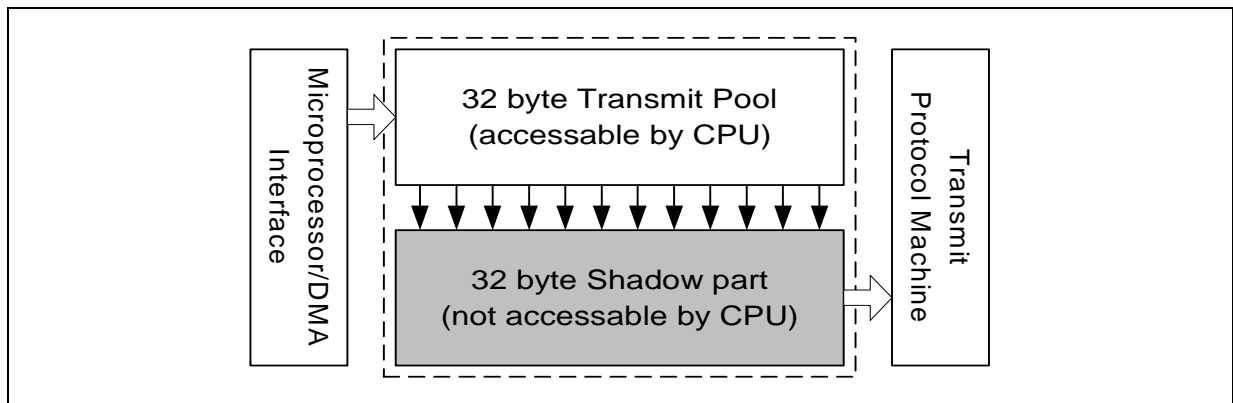 Microprocessor/DMA
Interface
32 byte Transmit Pool
(accessable by CPU)
32 byte Shadow part
(not accessable by CPU)
Transmit
Protocol Machine